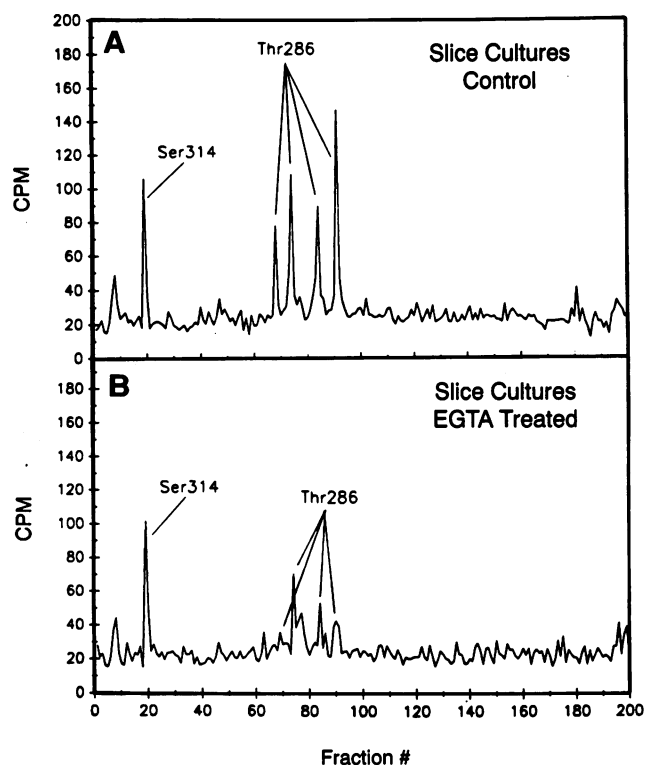 200
A
Thr286
Slice Cultures
Control
180
160
140
Ser314
120
CPM
100
80
60
40
20
0
B
Slice Cultures
EGTA Treated
180
160
140
Ser314
Thr286
120
CPM
100
80
60
40
20
0
0 20 40 60 80 100 120 140 160 180 200
Fraction #